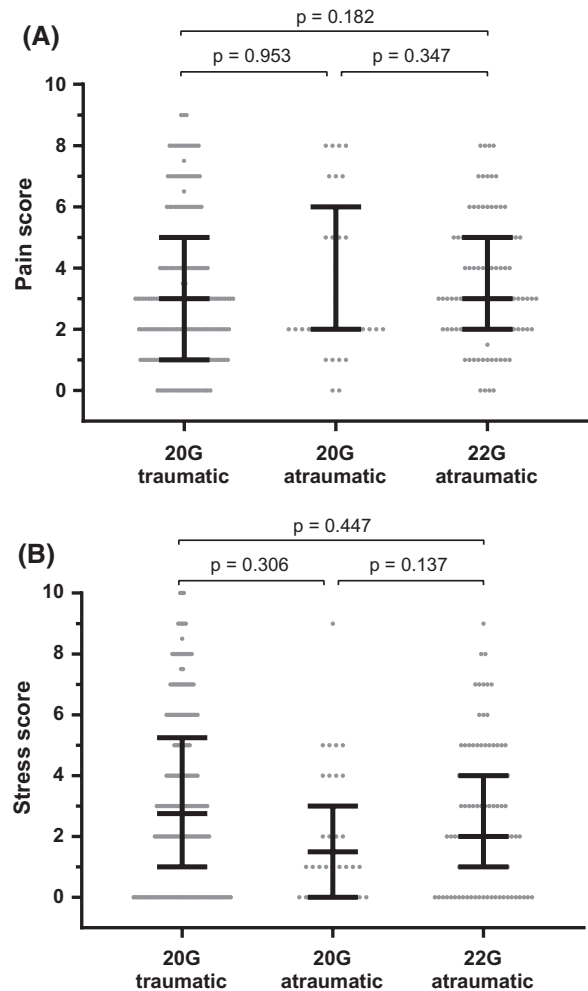 (A)
p = 0.182
p = 0.953
p = 0.347
10
8
6
4
2
0
Pain score
20G
traumatic
20G
atraumatic
22G
atraumatic
(B)
p = 0.447
p = 0.306
p = 0.137
10
8
6
4
2
0
Stress score
20G
traumatic
20G
atraumatic
22G
atraumatic